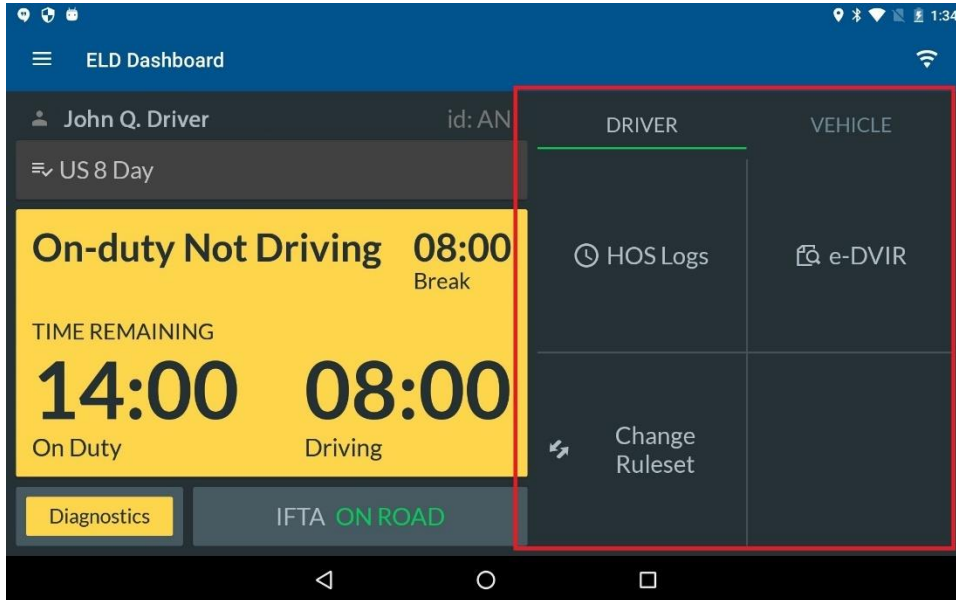 1:34
ELD Dashboard
John Q. Driver id: AN
US 8 Day
On-duty Not Driving 08:00
Break
TIME REMAINING
14:00 08:00
On Duty Driving
Diagnostics IFTA ON ROAD
DRIVER VEHICLE
HOS Logs e-DVIR
Change
Ruleset